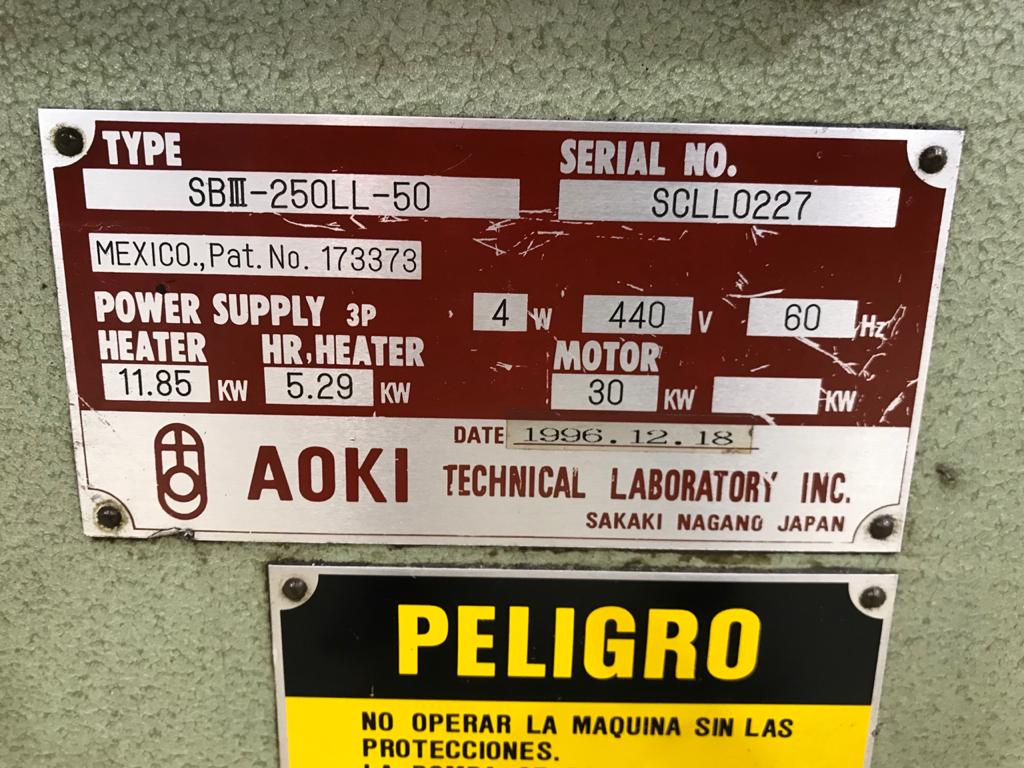 TYPE SERIAL NO.
SBⅢ-250LL-50 SCLL0227
MEXICO.,Pat.No. 173373
POWER SUPPLY 3P 4 W 440 V 60 Hz
HEATER HR,HEATER MOTOR
11.85 KW 5.29 KW 30 KW KW
DATE 1996.12.18
AOKI TECHNICAL LABORATORY INC.
SAKAKI NAGANO JAPAN
PELIGRO
NO OPERAR LA MAQUINA SIN LAS
PROTECCIONES.
LA BOMBA